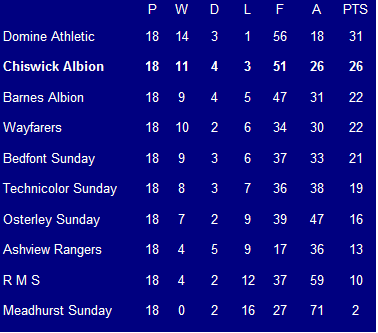 P W D L F A PTS
Domine Athletic 18 14 3 1 56 18 31
Chiswick Albion 18 11 4 3 51 26 26
Barnes Albion 18 9 4 5 47 31 22
Wayfarers 18 10 2 6 34 30 22
Bedfont Sunday 18 9 3 6 37 33 21
Technicolor Sunday 18 8 3 7 36 38 19
Osterley Sunday 18 7 2 9 39 47 16
Ashview Rangers 18 4 5 9 17 36 13
R M S 18 4 2 12 37 59 10
Meadhurst Sunday 18 0 2 16 27 71 2